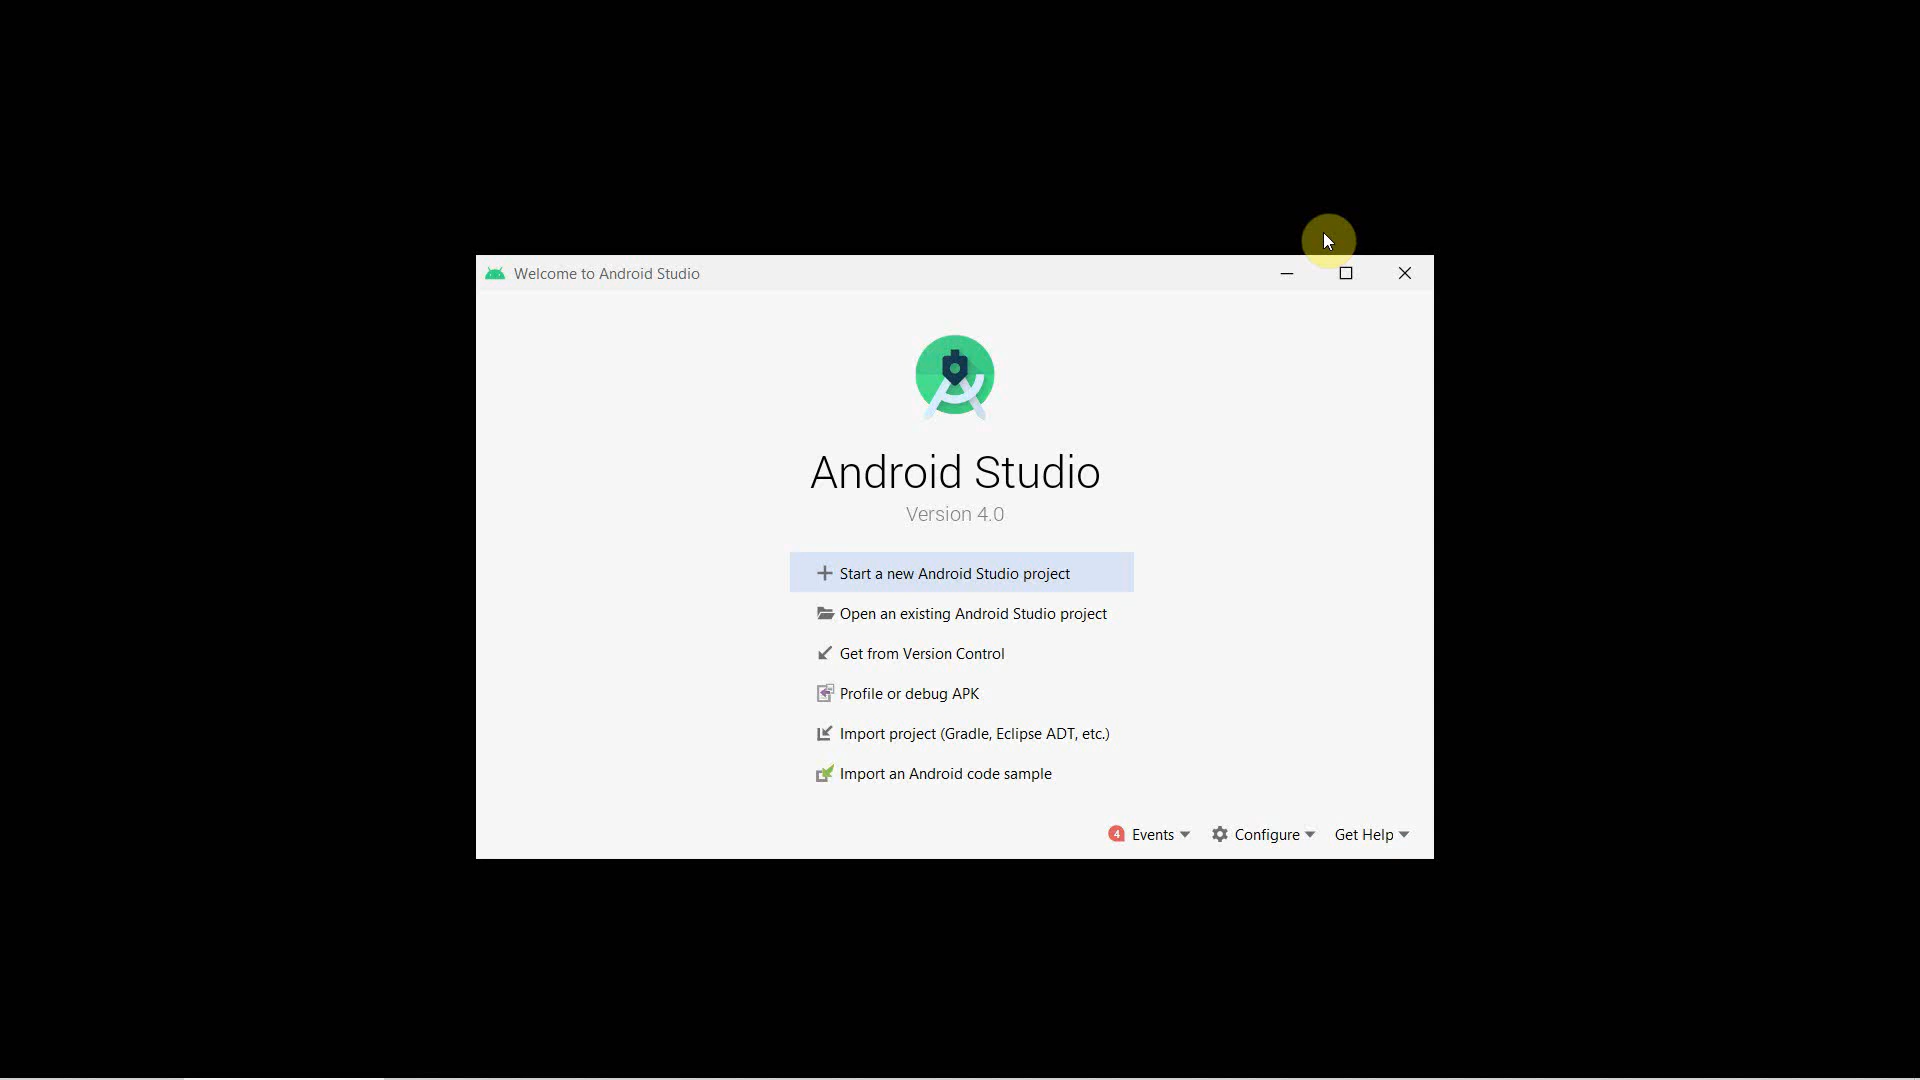 Welcome to Android Studio
Android Studio
Version 4.0
Start a new Android Studio project
Open an existing Android Studio project
Get from Version Control
Profile or debug APK
Import project (Gradle, Eclipse ADT, etc.)
Import an Android code sample
4 Events Configure Get Help